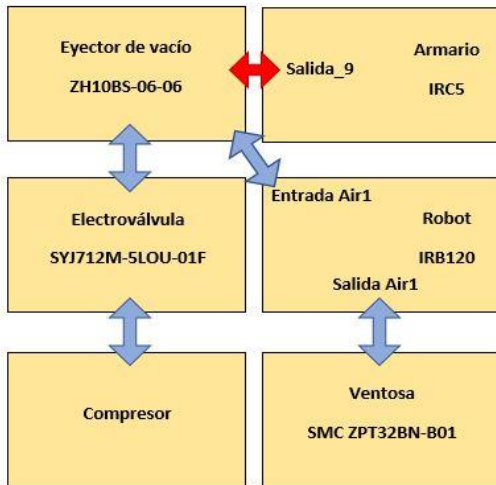 Eyector de vacío
ZH10BS-06-06
Salida_9
Armario
IRC5
Electroválvula
SYJ712M-5LOU-01F
Entrada Air1
Robot
IRB120
Salida Air1
Compresor
Ventosa
SMC ZPT32BN-B01